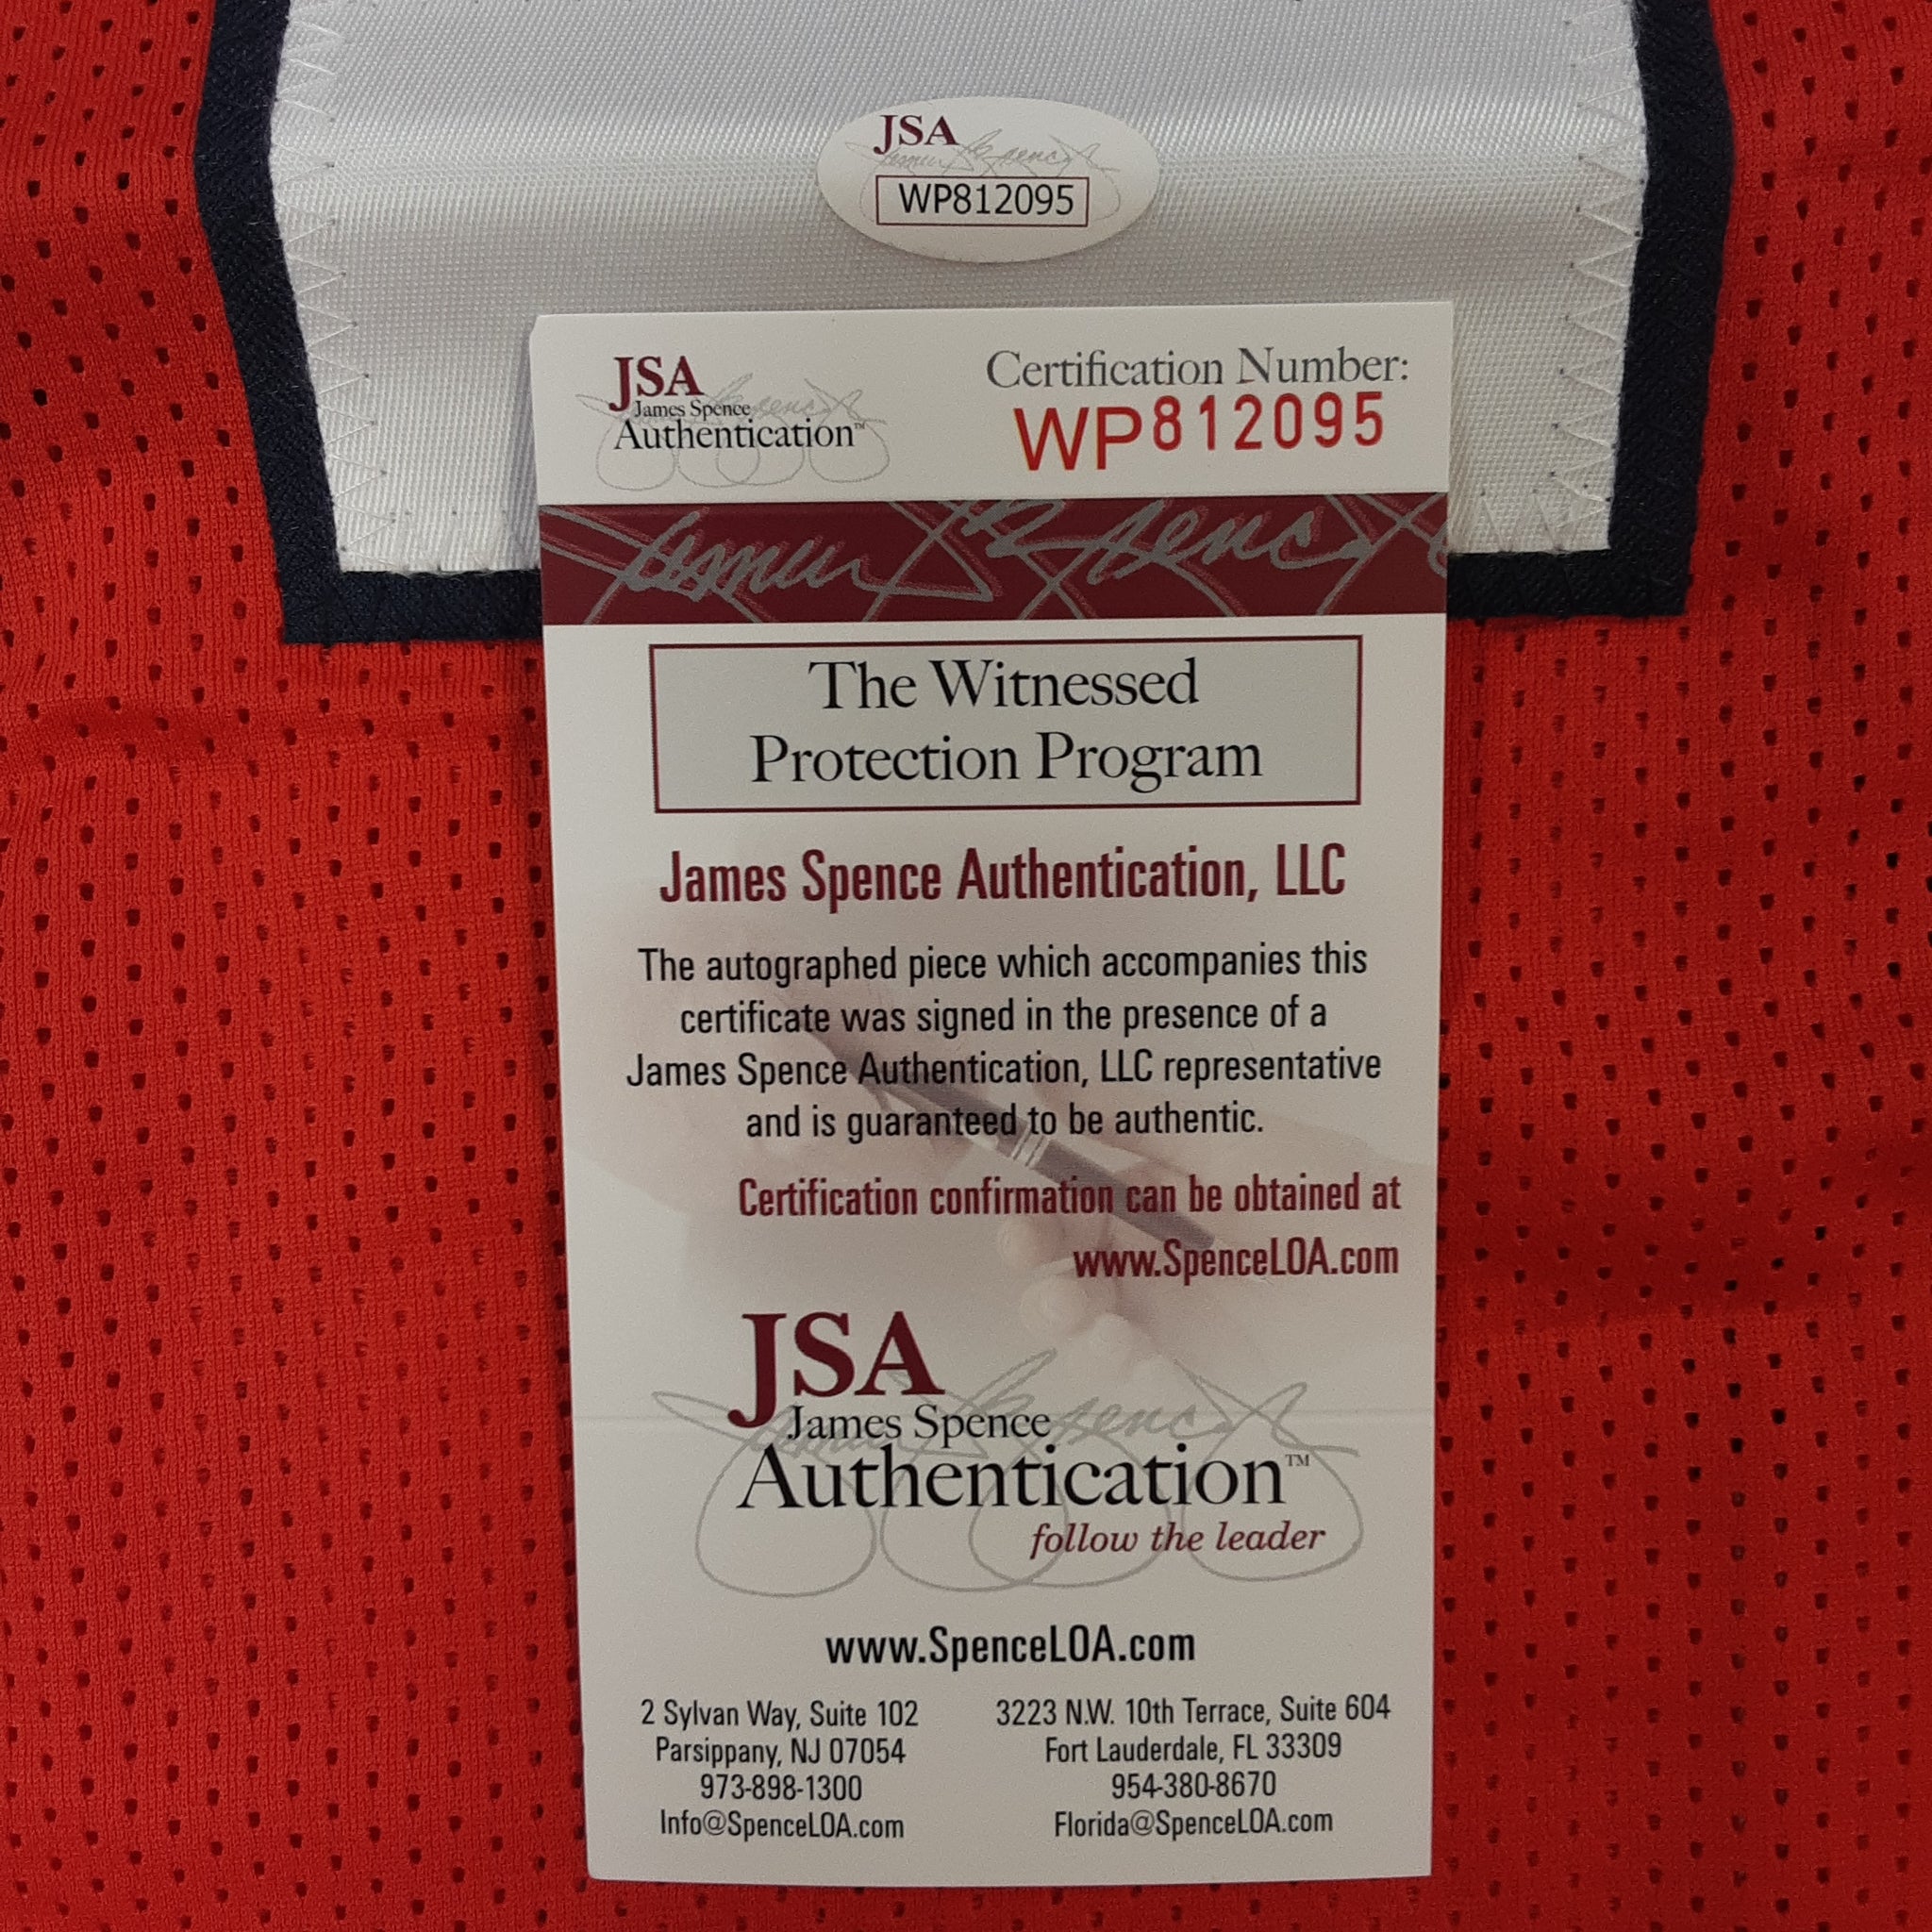 JSA
WP812095
JSA
James Spence
Authentication™
Certification Number:
WP812095
James Spence
The Witnessed
Protection Program
James Spence Authentication, LLC
The autographed piece which accompanies this
certificate was signed in the presence of a
James Spence Authentication, LLC representative
and is guaranteed to be authentic.
Certification confirmation can be obtained at
www.SpenceLOA.com
JSA
James Spence
Authentication™
follow the leader
www.SpenceLOA.com
2 Sylvan Way, Suite 102
Parsippany, NJ 07054
973-898-1300
Info@SpenceLOA.com
3223 N.W. 10th Terrace, Suite 604
Fort Lauderdale, FL 33309
954-380-8670
Florida@SpenceLOA.com